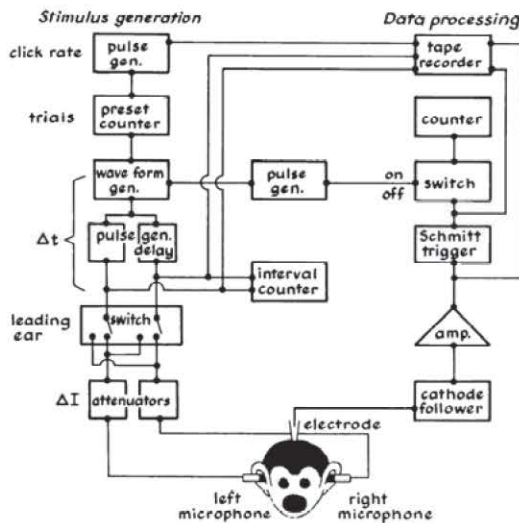 Stimulus generation
Data processing
click rate
pulse
gen.
tape
recorder
trials
preset
counter
counter
wave form
gen.
pulse
gen.
on
off
switch
Δt
pulse
gen.
delay
Schmitt
trigger
interval
counter
leading
ear
switch
amp.
ΔI
attenuators
cathode
follower
electrode
left
microphone
right
microphone